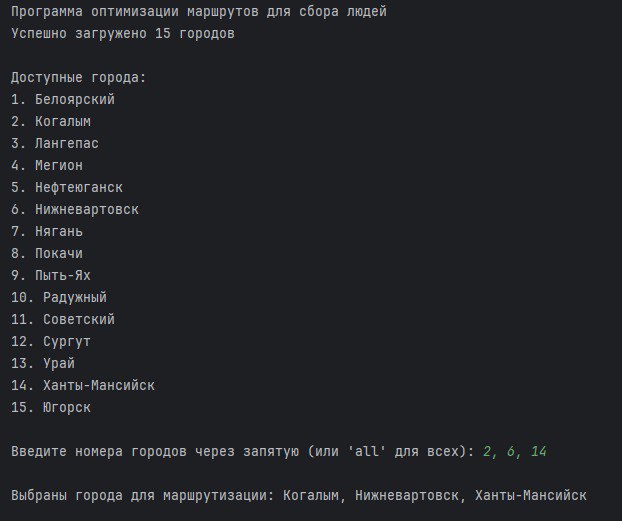 Программа оптимизации маршрутов для сбора людей
Успешно загружено 15 городов
Доступные города:
1. Белоярский
2. Когалым
3. Лангепас
4. Мегион
5. Нефтеюганск
6. Нижневартовск
7. Нягань
8. Покачи
9. Пыть-Ях
10. Радужный
11. Советский
12. Сургут
13. Урай
14. Ханты-Мансийск
15. Югорск
Введите номера городов через запятую (или 'all' для всех): 2, 6, 14
Выбраны города для маршрутизации: Когалым, Нижневартовск, Ханты-Мансийск